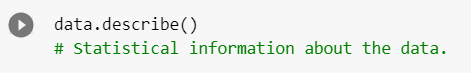 data.describe()
# Statistical information about the data.